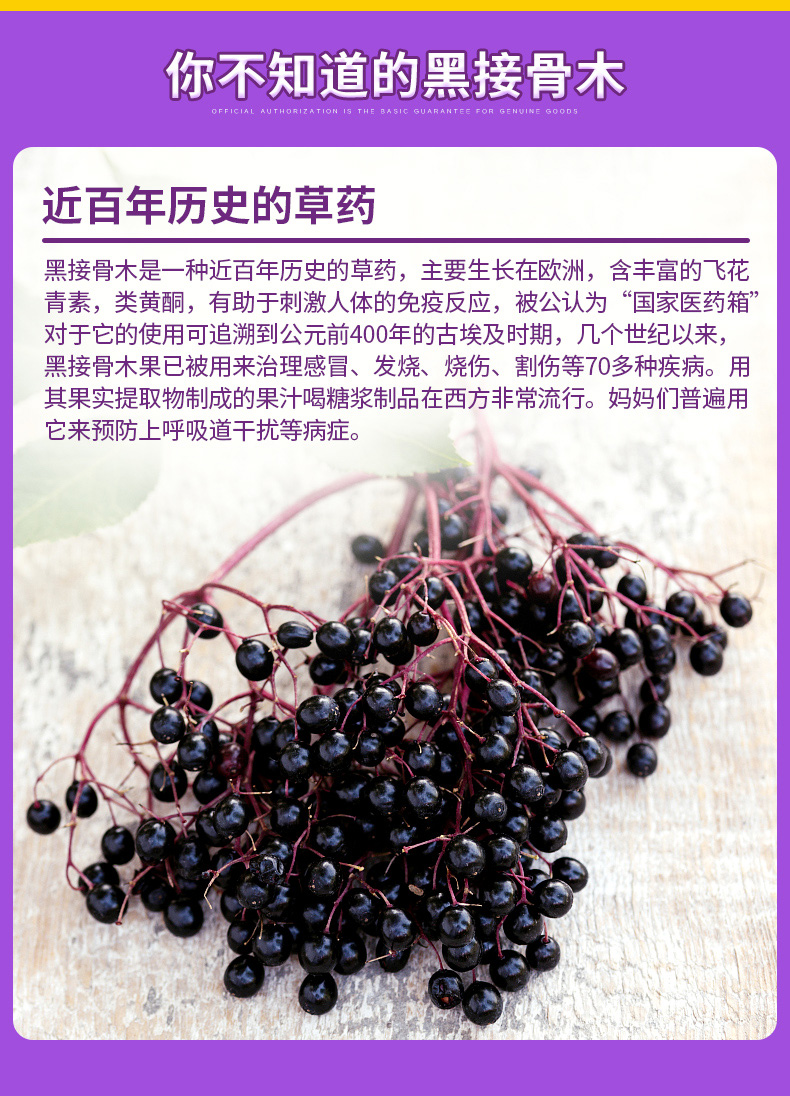 你不知道的黑接骨木
OFFICIAL AUTHORIZATION IS THE BASIC GUARANTEE FOR GENUINE GOODS
近百年历史的草药
黑接骨木是一种近百年历史的草药，主要生长在欧洲，含丰富的飞花
青素，类黄酮，有助于刺激人体的免疫反应，被公认为“国家医药箱”
对于它的使用可追溯到公元前400年的古埃及时期，几个世纪以来，
黑接骨木果已被用来治理感冒、发烧、烧伤、割伤等70多种疾病。用
其果实提取物制成的果汁喝糖浆制品在西方非常流行。妈妈们普遍用
它来预防上呼吸道干扰等病症。